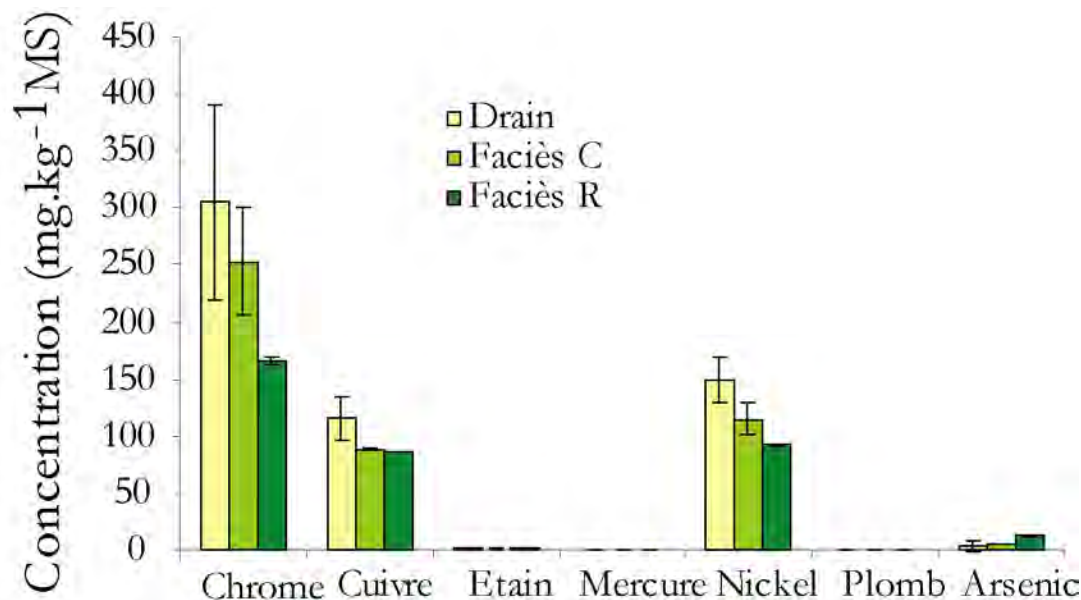 Concentration (mg.kg-1MS)
450
400
350
300
250
200
150
100
50
0
Drain
Faciès C
Faciès R
Chrome Cuivre Etain Mercure Nickel Plomb Arsenic